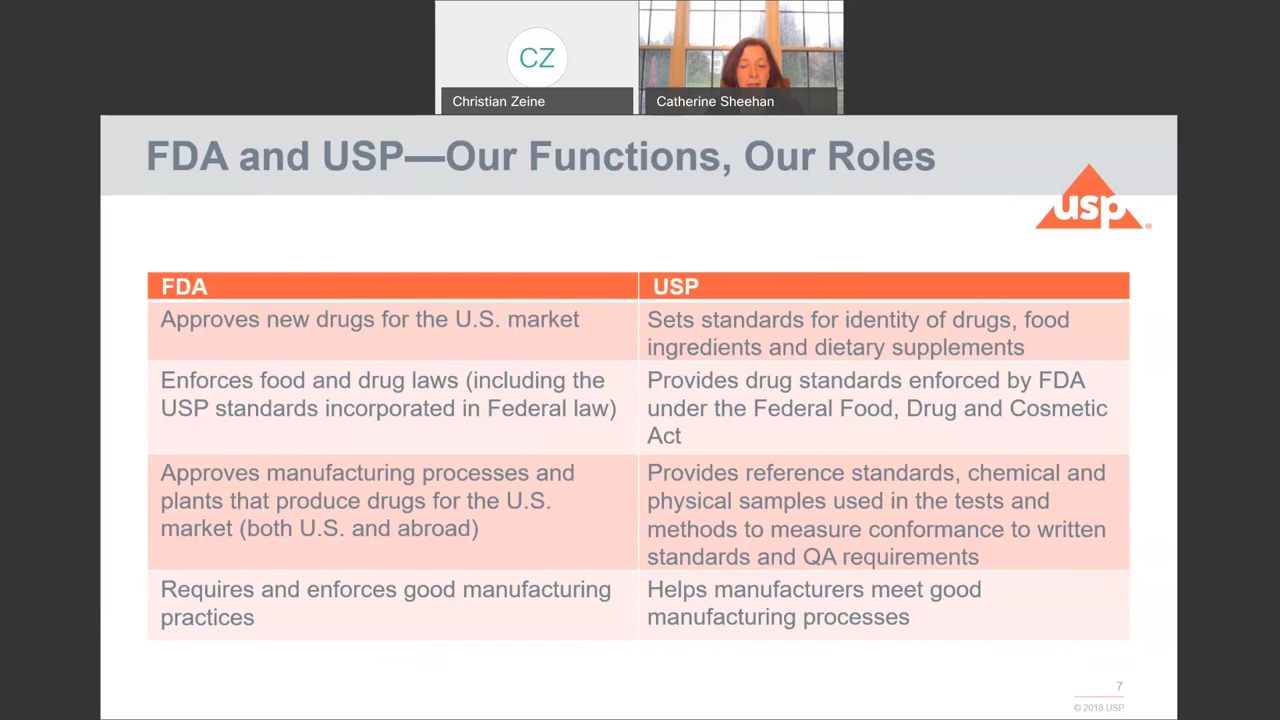 CZ
Christian Zeine
Catherine Sheehan
FDA and USP—Our Functions, Our Roles
usp®
FDA
USP
Approves new drugs for the U.S. market
Sets standards for identity of drugs, food
ingredients and dietary supplements
Enforces food and drug laws (including the
USP standards incorporated in Federal law)
Provides drug standards enforced by FDA
under the Federal Food, Drug and Cosmetic
Act
Approves manufacturing processes and
plants that produce drugs for the U.S.
market (both U.S. and abroad)
Provides reference standards, chemical and
physical samples used in the tests and
methods to measure conformance to written
standards and QA requirements
Requires and enforces good manufacturing
practices
Helps manufacturers meet good
manufacturing processes
7
© 2018 USP